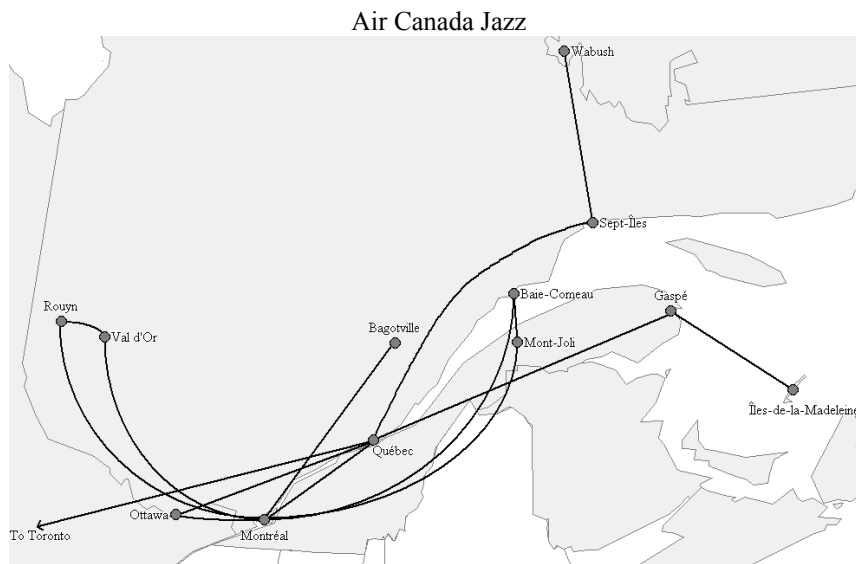 Air Canada Jazz
Wabush
Sept-Îles
Baie-Comeau
Gaspé
Rouyn
Val d'Or
Bagotville
Mont-Joli
Îles-de-la-Madeleine
Québec
Ottawa
To Toronto
Montréal